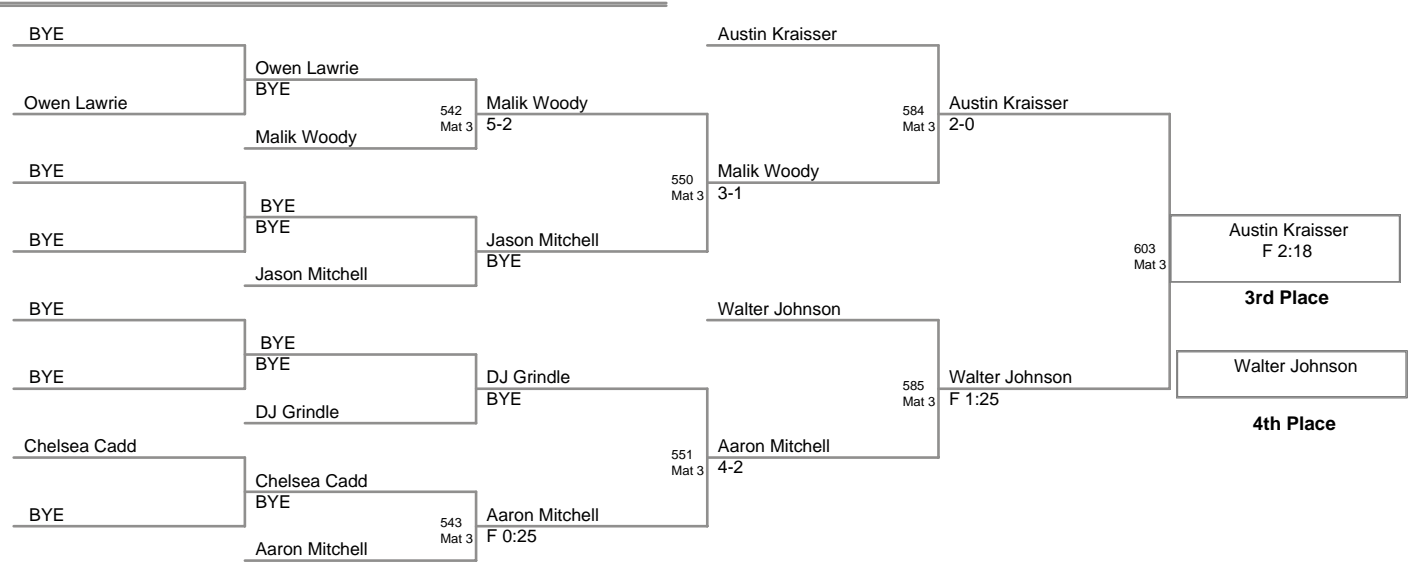 BYE
Owen Lawrie
BYE
BYE
BYE
BYE
Chelsea Cadd
BYE
Owen Lawrie
BYE
Malik Woody
BYE
BYE
Jason Mitchell
BYE
BYE
DJ Grindle
Chelsea Cadd
BYE
Aaron Mitchell
542
Mat 3
Malik Woody
5-2
Jason Mitchell
BYE
DJ Grindle
BYE
543
Mat 3
Aaron Mitchell
F 0:25
Austin Kraisser
550
Mat 3
Malik Woody
3-1
Walter Johnson
551
Mat 3
Aaron Mitchell
4-2
584
Mat 3
Austin Kraisser
2-0
585
Mat 3
Walter Johnson
F 1:25
603
Mat 3
Austin Kraisser
F 2:18
3rd Place
Walter Johnson
4th Place